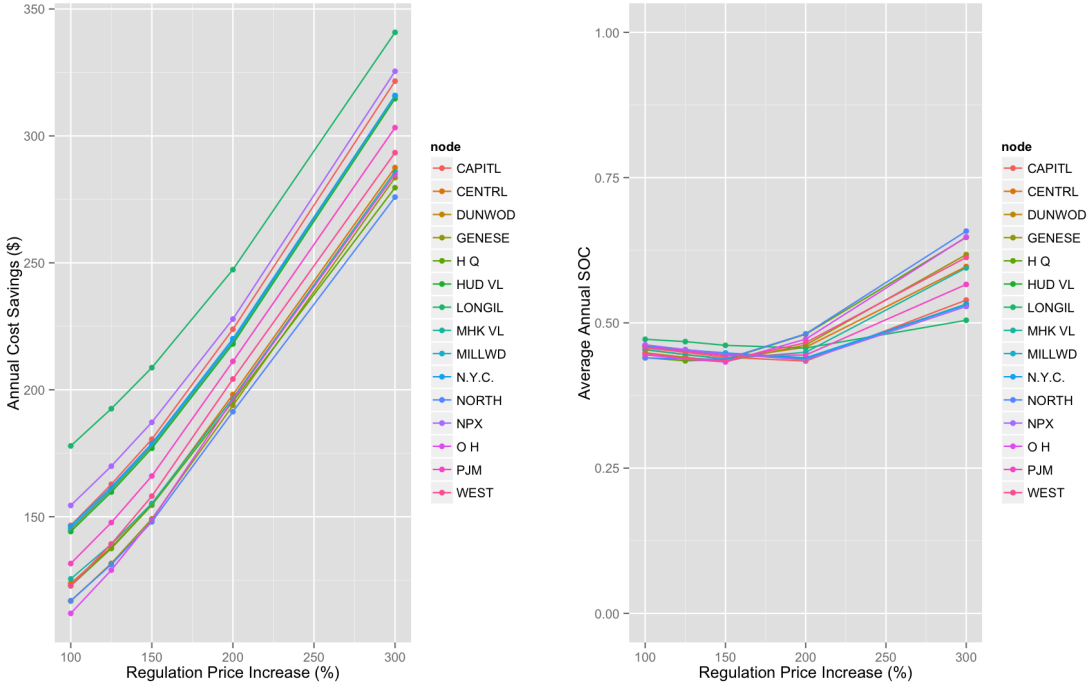 350
300
250
200
150
Annual Cost Savings ($)
100
150
200
250
300
Regulation Price Increase (%)
node
CAPITL
CENTRL
DUNWOD
GENESE
H Q
HUD VL
LONGIL
MHK VL
MILLWD
N.Y.C.
NORTH
NPX
O H
PJM
WEST
1.00
0.75
0.50
0.25
0.00
Average Annual SOC
100
150
200
250
300
Regulation Price Increase (%)
node
CAPITL
CENTRL
DUNWOD
GENESE
H Q
HUD VL
LONGIL
MHK VL
MILLWD
N.Y.C.
NORTH
NPX
O H
PJM
WEST